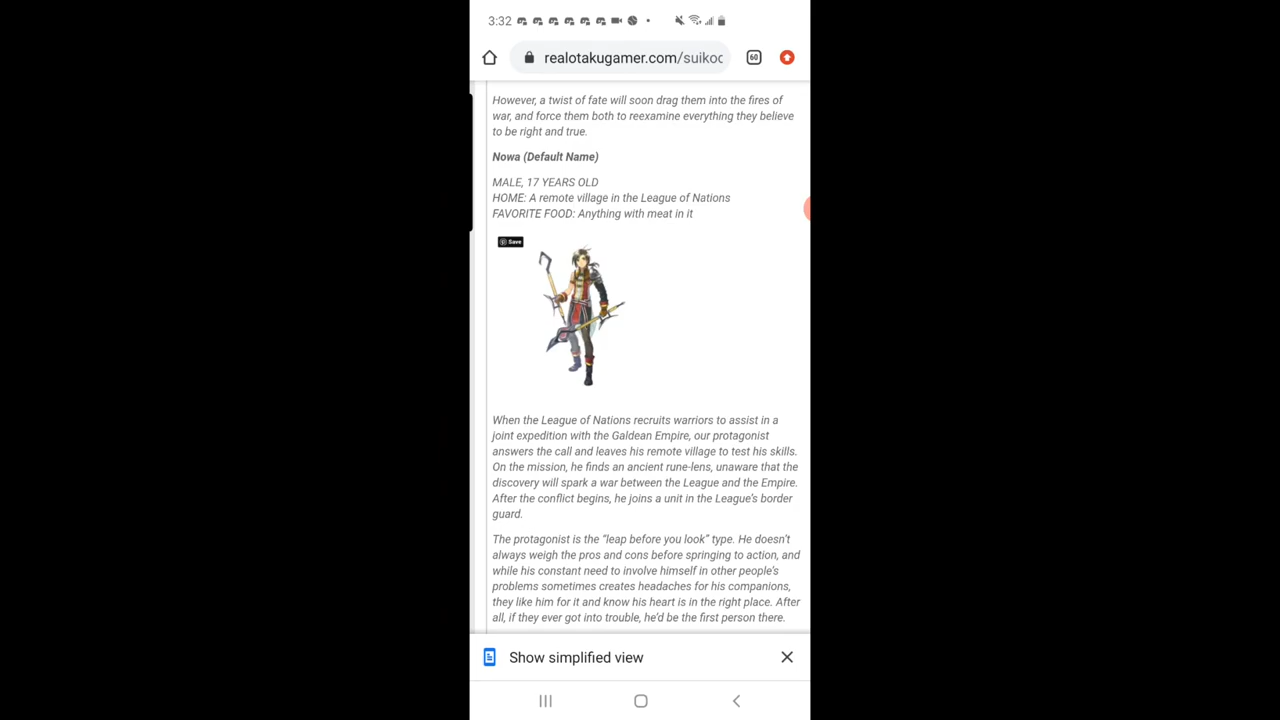 3:32
realotakugamer.com/suikoc
60
However, a twist of fate will soon drag them into the fires of
war, and force them both to reexamine everything they believe
to be right and true.
Nowa (Default Name)
MALE, 17 YEARS OLD
HOME: A remote village in the League of Nations
FAVORITE FOOD: Anything with meat in it
Save
When the League of Nations recruits warriors to assist in a
joint expedition with the Galdean Empire, our protagonist
answers the call and leaves his remote village to test his skills.
On the mission, he finds an ancient rune-lens, unaware that the
discovery will spark a war between the League and the Empire.
After the conflict begins, he joins a unit in the League’s border
guard.
The protagonist is the “leap before you look” type. He doesn’t
always weigh the pros and cons before springing to action, and
while his constant need to involve himself in other people’s
problems sometimes creates headaches for his companions,
they like him for it and know his heart is in the right place. After
all, if they ever got into trouble, he’d be the first person there.
Show simplified view